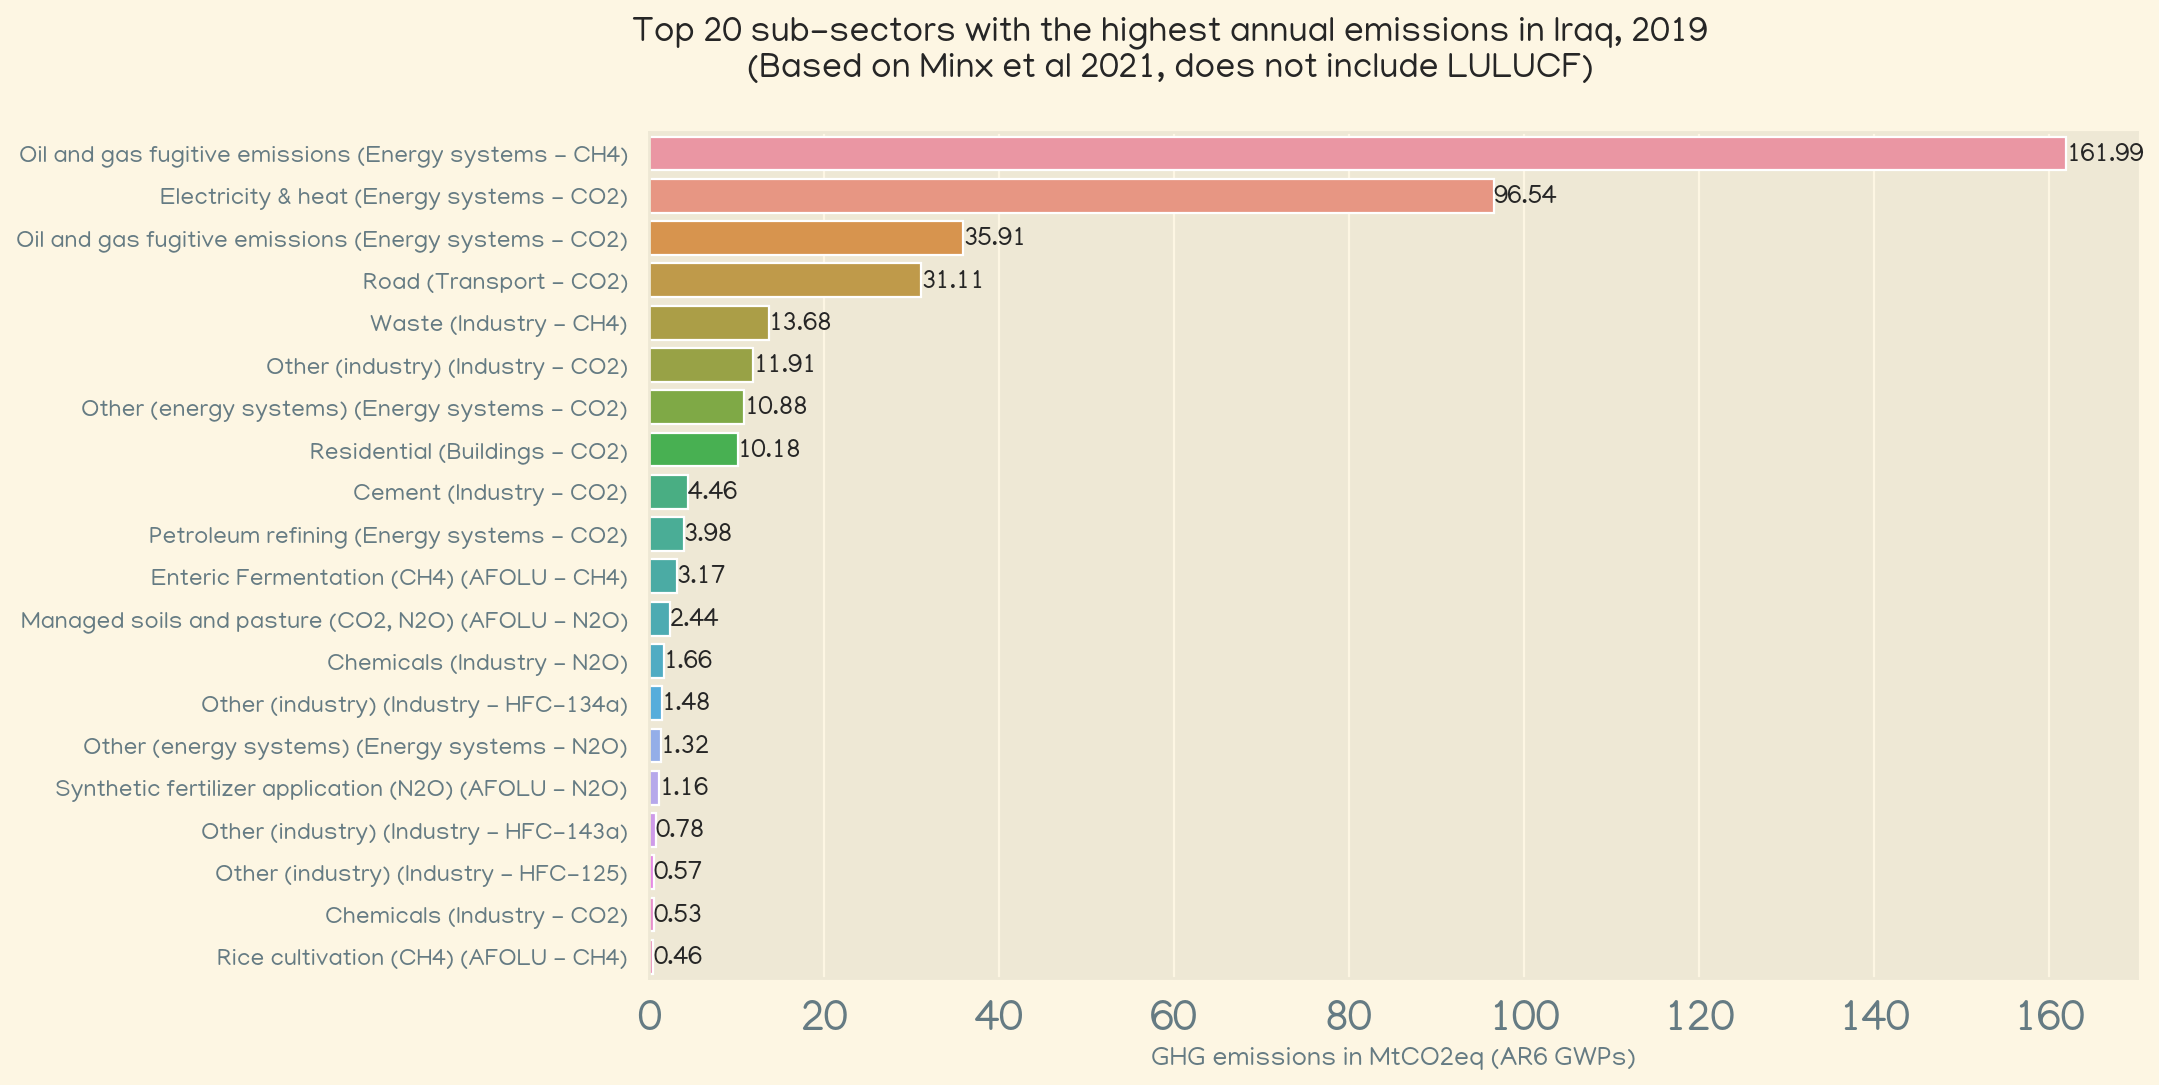 Top 20 sub-sectors with the highest annual emissions in Iraq, 2019
(Based on Minx et al 2021, does not include LULUCF)
Oil and gas fugitive emissions (Energy systems - CH4) 161.99
Electricity & heat (Energy systems - CO2) 96.54
Oil and gas fugitive emissions (Energy systems - CO2) 35.91
Road (Transport - CO2) 31.11
Waste (Industry - CH4) 13.68
Other (industry) (Industry - CO2) 11.91
Other (energy systems) (Energy systems - CO2) 10.88
Residential (Buildings - CO2) 10.18
Cement (Industry - CO2) 4.46
Petroleum refining (Energy systems - CO2) 3.98
Enteric Fermentation (CH4) (AFOLU - CH4) 3.17
Managed soils and pasture (CO2, N2O) (AFOLU - N2O) 2.44
Chemicals (Industry - N2O) 1.66
Other (industry) (Industry - HFC-134a) 1.48
Other (energy systems) (Energy systems - N2O) 1.32
Synthetic fertilizer application (N2O) (AFOLU - N2O) 1.16
Other (industry) (Industry - HFC-143a) 0.78
Other (industry) (Industry - HFC-125) 0.57
Chemicals (Industry - CO2) 0.53
Rice cultivation (CH4) (AFOLU - CH4) 0.46
0 20 40 60 80 100 120 140 160
GHG emissions in MtCO2eq (AR6 GWPs)